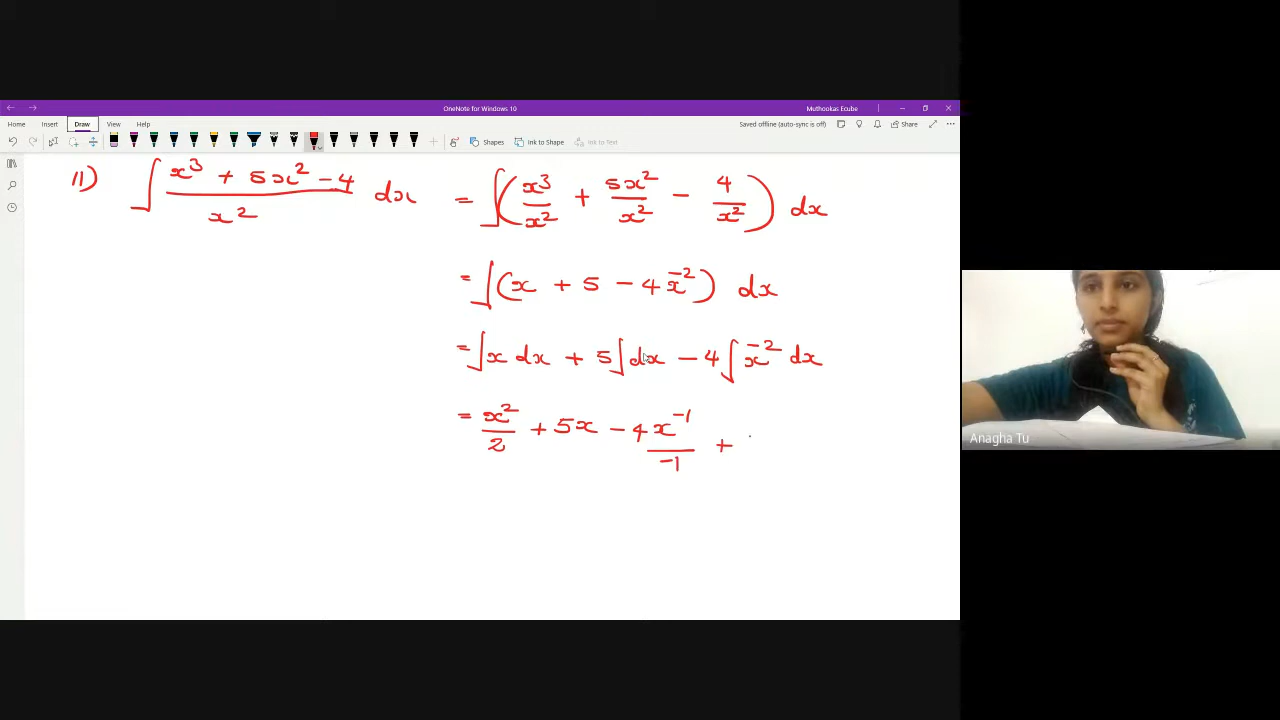 OneNote for Windows 10
Muthookas Ecube
Home Insert Draw View Help
Saved offline (auto-sync is off) Share
Shapes Ink to Shape Ink to Text
11) ∫ (x³ + 5x² - 4)/x² dx = ∫ (x³/x² + 5x²/x² - 4/x²) dx
= ∫ (x + 5 - 4x⁻²) dx
= ∫ x dx + 5 ∫ dx - 4 ∫ x⁻² dx
= x²/2 + 5x - 4x⁻¹/-1 +
Anagha Tu